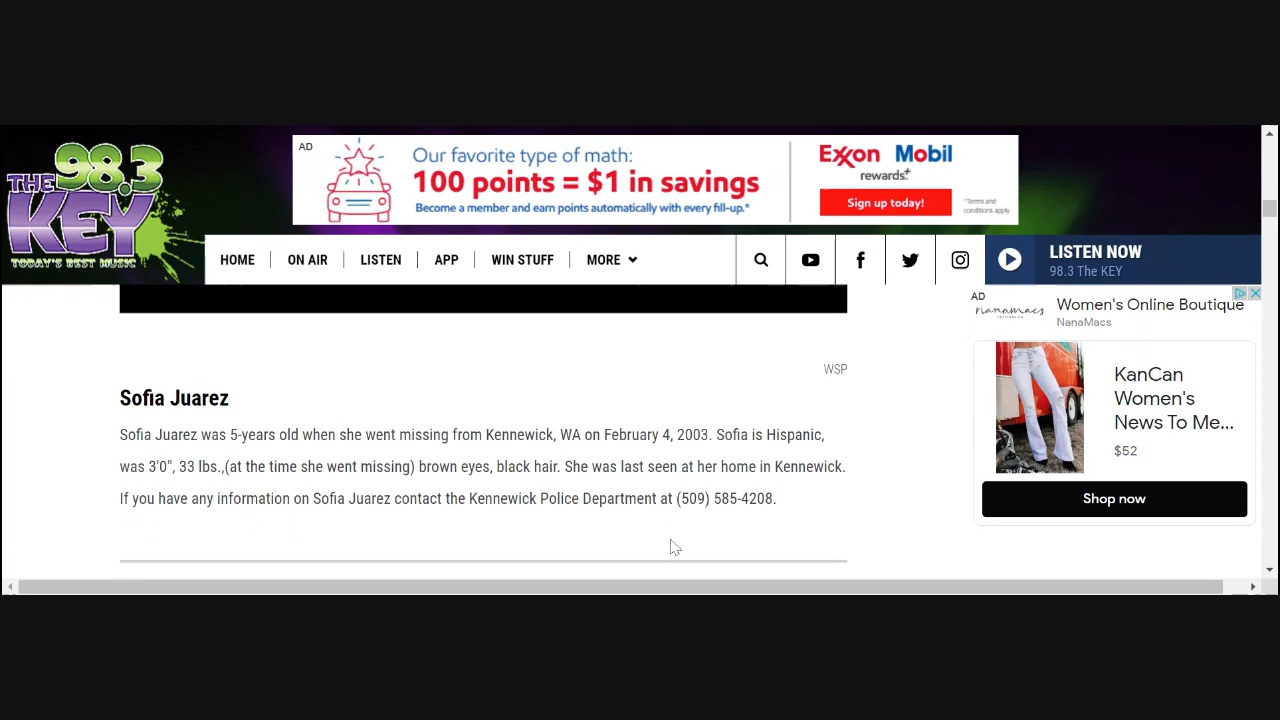 THE 98.3
KEY
TODAY'S BEST MUSIC
AD
Our favorite type of math:
100 points = $1 in savings
Become a member and earn points automatically with every fill-up.*
Exxon Mobil
rewards+
Sign up today!
*Terms and
conditions apply
HOME
ON AIR
LISTEN
APP
WIN STUFF
MORE
LISTEN NOW
98.3 The KEY
AD
nanamacs
Women's Online Boutique
NanaMacs
KanCan
Women's
News To Me...
$52
Shop now
WSP
Sofia Juarez
Sofia Juarez was 5-years old when she went missing from Kennewick, WA on February 4, 2003. Sofia is Hispanic,
was 3'0", 33 lbs.,(at the time she went missing) brown eyes, black hair. She was last seen at her home in Kennewick.
If you have any information on Sofia Juarez contact the Kennewick Police Department at (509) 585-4208.